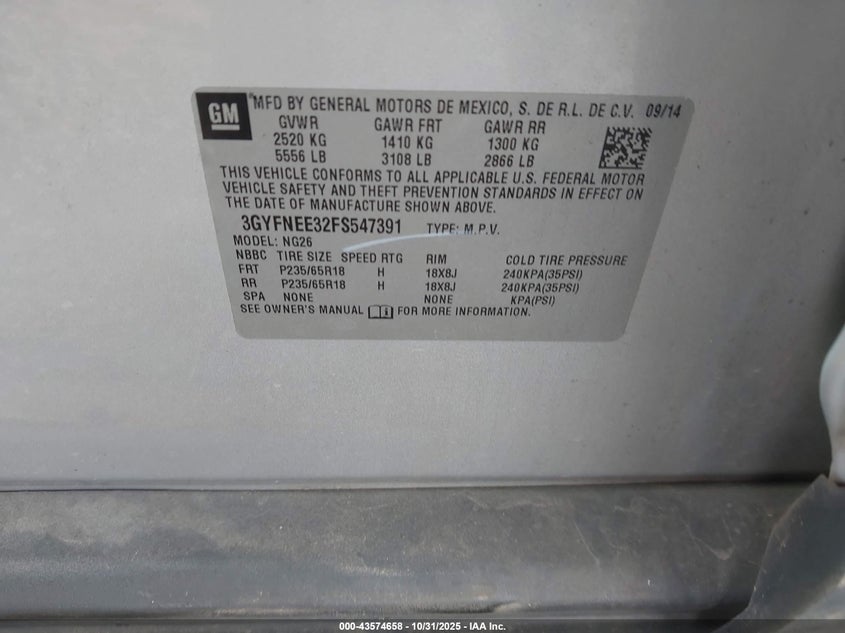 GM
MFD BY GENERAL MOTORS DE MEXICO, S. DE R.L. DE C.V. 09/14
GVWR GAWR FRT GAWR RR
2520 KG 1410 KG 1300 KG
5556 LB 3108 LB 2866 LB
THIS VEHICLE CONFORMS TO ALL APPLICABLE U.S. FEDERAL MOTOR
VEHICLE SAFETY AND THEFT PREVENTION STANDARDS IN EFFECT ON
THE DATE OF MANUFACTURE SHOWN ABOVE.
3GYFNEE32FS547391 TYPE: M.P.V.
MODEL: NG26
NBBC TIRE SIZE SPEED RTG RIM COLD TIRE PRESSURE
FRT P235/65R18 H 18X8J 240KPA(35PSI)
RR P235/65R18 H 18X8J 240KPA(35PSI)
SPA NONE NONE KPA(PSI)
SEE OWNER'S MANUAL FOR MORE INFORMATION.
000-43574658 - 10/31/2025 - IAA Inc.